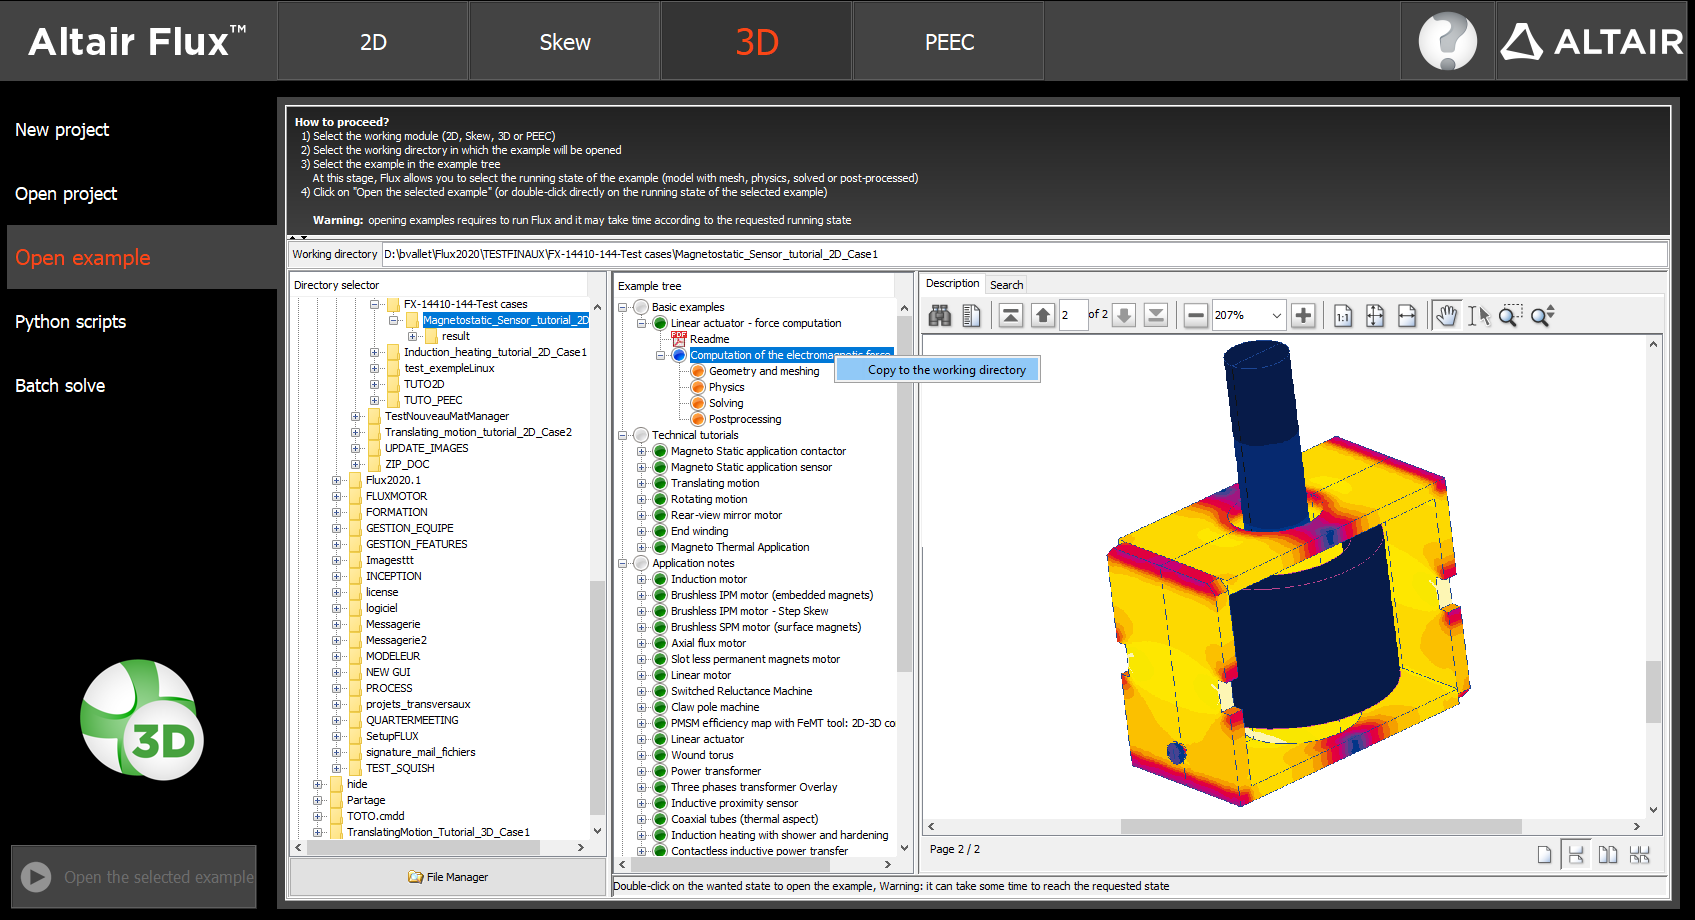 Altair Flux™
2D
Skew
3D
PEEC
?
ALTAIR
New project
Open project
Open example
Python scripts
Batch solve
3D
Open the selected example
How to proceed?
1) Select the working module (2D, Skew, 3D or PEEC)
2) Select the working directory in which the example will be opened
3) Select the example in the example tree
At this stage, Flux allows you to select the running state of the example (model with mesh, physics, solved or post-processed)
4) Click on "Open the selected example" (or double-click directly on the running state of the selected example)
Warning: opening examples requires to run Flux and it may take time according to the requested running state
Working directory D:\bvallet\Flux2020\TESTFINAUX\FX-14410-144-Test cases\Magnetostatic_Sensor_tutorial_2D_Case1
Directory selector
FX-14410-144-Test cases
Magnetostatic_Sensor_tutorial_2D
result
Induction_heating_tutorial_2D_Case1
test_exempleLinux
TUTO2D
TUTO_PEEC
TestNouveauMatManager
Translating_motion_tutorial_2D_Case2
UPDATE_IMAGES
ZIP_DOC
Flux2020.1
FLUXMOTOR
FORMATION
GESTION_EQUIPE
GESTION_FEATURES
Imagesttt
INCEPTION
license
logiciel
Messagerie
Messagerie2
MODELEUR
NEW GUI
PROCESS
projets_transversaux
QUARTERMEETING
SetupFLUX
signature_mail_fichiers
TEST_SQUISH
hide
Partage
TOTO.cmdd
TranslatingMotion_Tutorial_3D_Case1
File Manager
Example tree
Basic examples
Linear actuator - force computation
Readme
Computation of the electromagnetic force
Geometry and meshing
Physics
Solving
Postprocessing
Technical tutorials
Magneto Static application contactor
Magneto Static application sensor
Translating motion
Rotating motion
Rear-view mirror motor
End winding
Magneto Thermal Application
Application notes
Induction motor
Brushless IPM motor (embedded magnets)
Brushless IPM motor - Step Skew
Brushless SPM motor (surface magnets)
Axial flux motor
Slot less permanent magnets motor
Linear motor
Switched Reluctance Machine
Claw pole machine
PMSM efficiency map with FeMT tool: 2D-3D co
Linear actuator
Wound torus
Power transformer
Three phases transformer Overlay
Inductive proximity sensor
Coaxial tubes (thermal aspect)
Induction heating with shower and hardening
Contactless inductive power transfer
Copy to the working directory
Description
Search
2 of 2
207%
1:1
Page 2 / 2
Double-click on the wanted state to open the example, Warning: it can take some time to reach the requested state